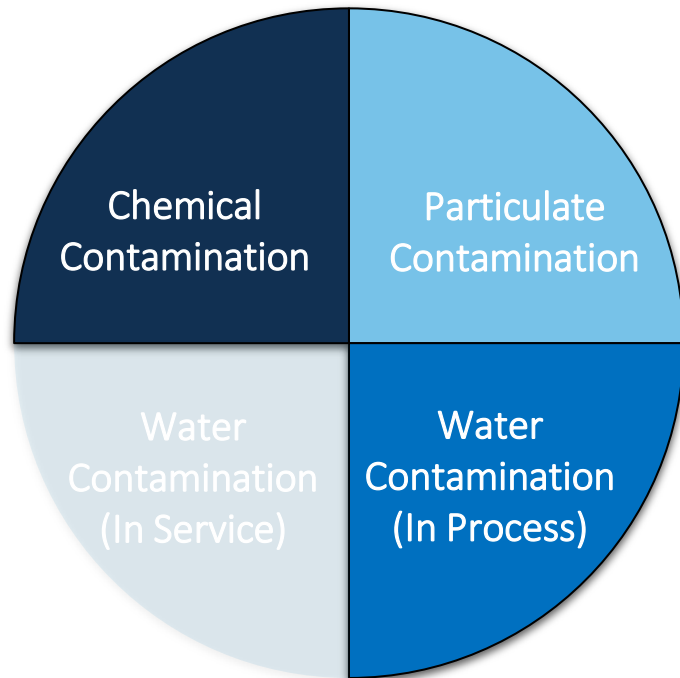 Chemical
Contamination
Particulate
Contamination
Water
Contamination
(In Service)
Water
Contamination
(In Process)